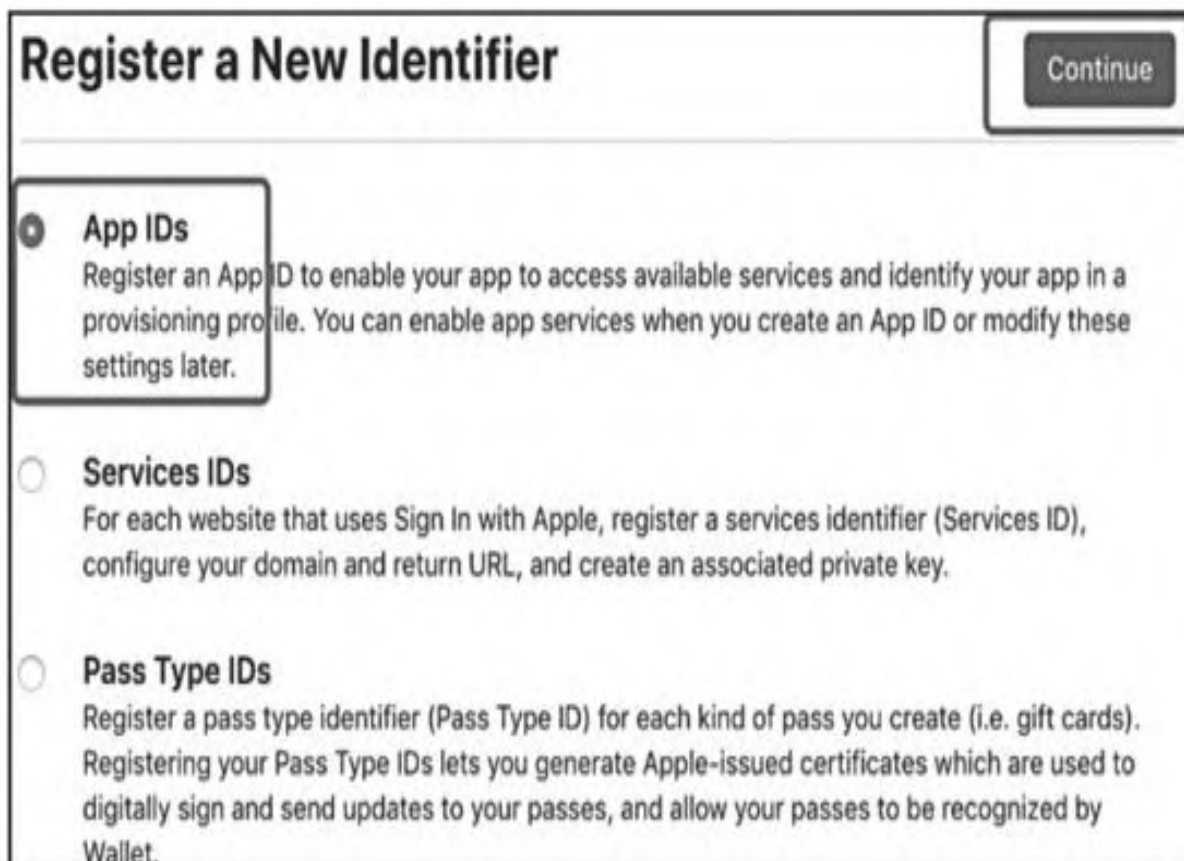 Register a New Identifier
Continue
App IDs
Register an App ID to enable your app to access available services and identify your app in a
provisioning profile. You can enable app services when you create an App ID or modify these
settings later.
Services IDs
For each website that uses Sign In with Apple, register a services identifier (Services ID),
configure your domain and return URL, and create an associated private key.
Pass Type IDs
Register a pass type identifier (Pass Type ID) for each kind of pass you create (i.e. gift cards).
Registering your Pass Type IDs lets you generate Apple-issued certificates which are used to
digitally sign and send updates to your passes, and allow your passes to be recognized by
Wallet.